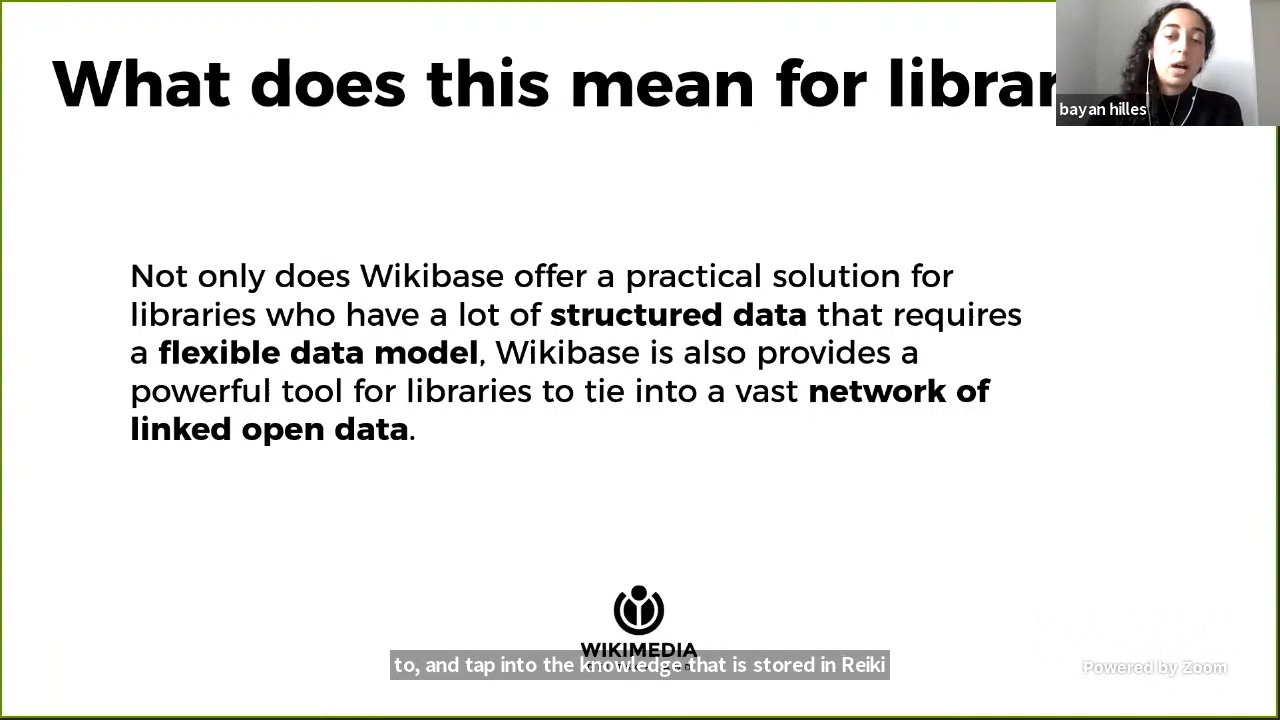 What does this mean for librar
bayan hilles
Not only does Wikibase offer a practical solution for
libraries who have a lot of structured data that requires
a flexible data model, Wikibase is also provides a
powerful tool for libraries to tie into a vast network of
linked open data.
WIKIMEDIA
to, and tap into the knowledge that is stored in Reiki
Powered by Zoom